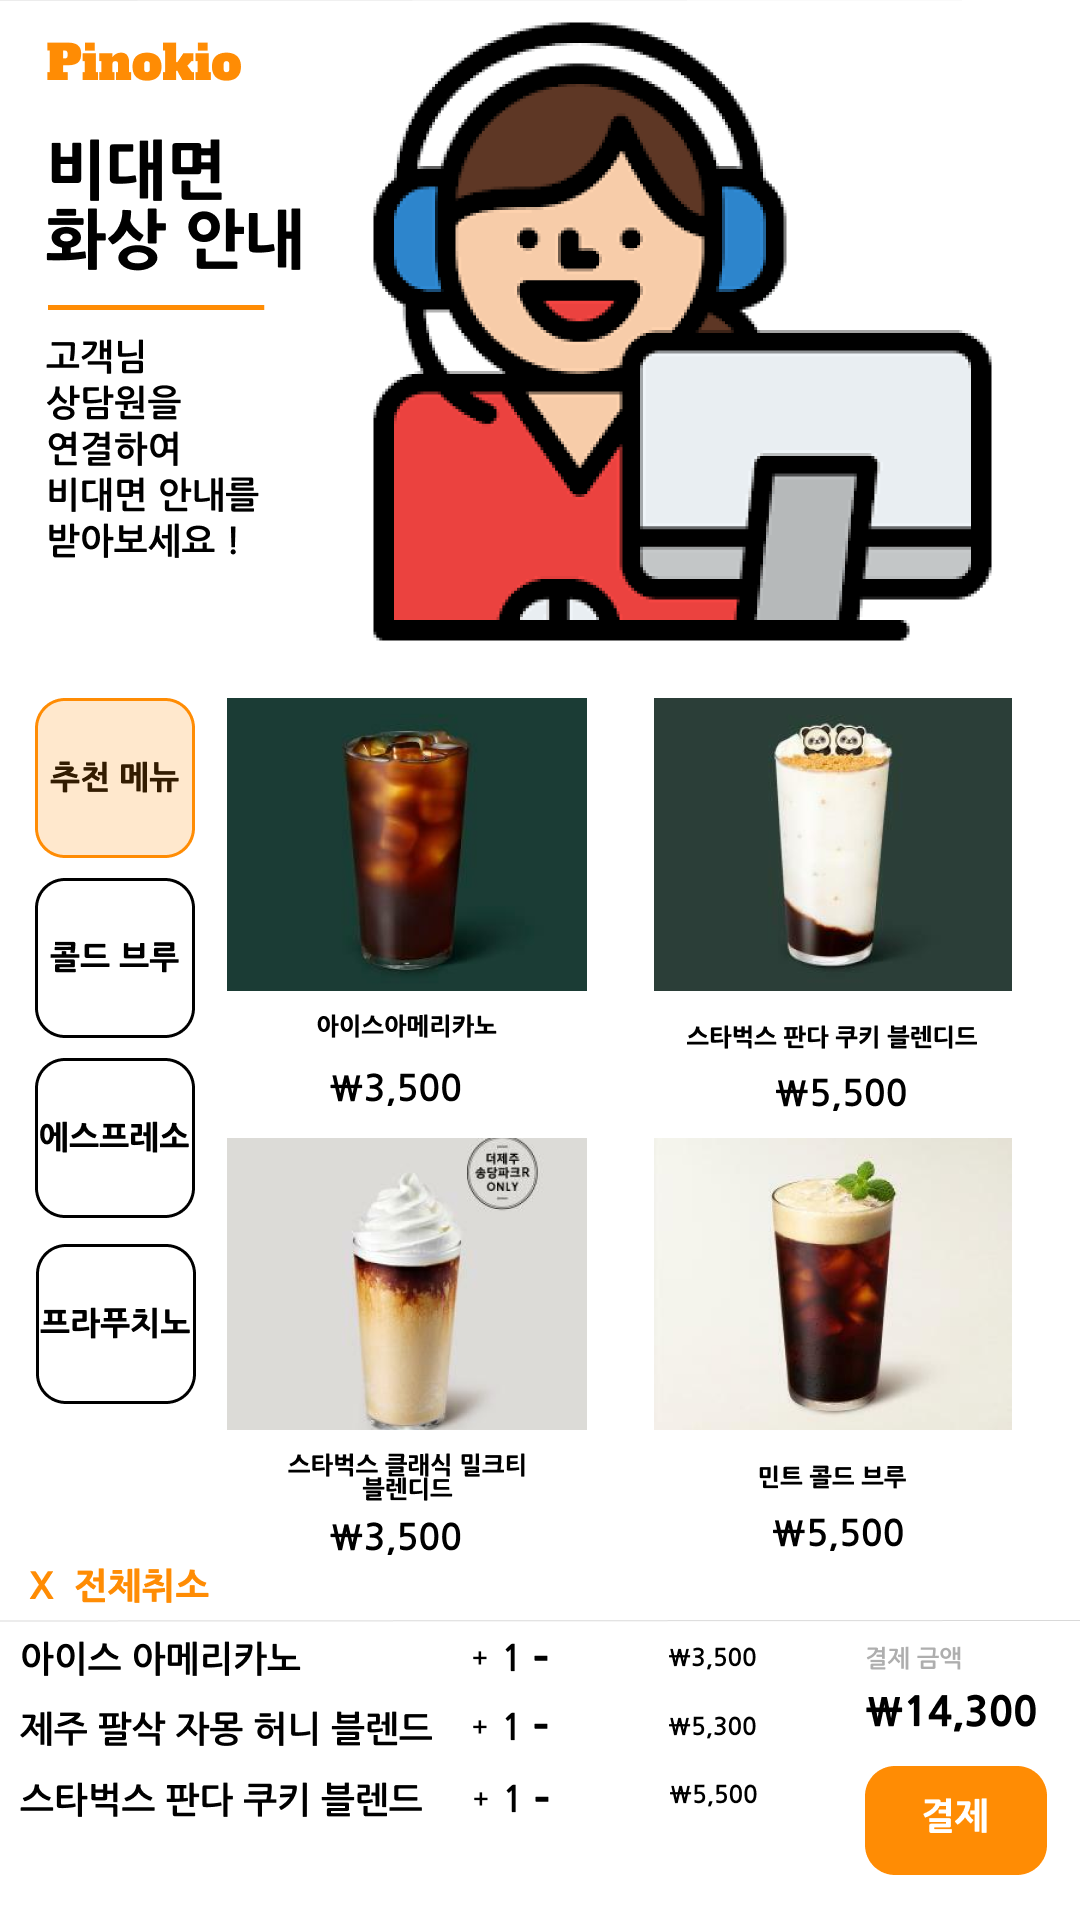 Pinokio
비대면
화상 안내
고객님
상담원을
연결하여
비대면 안내를
받아보세요 !
추천 메뉴
콜드 브루
에스프레소
프라푸치노
아이스아메리카노
₩3,500
스타벅스 판다 쿠키 블렌디드
₩5,500
더제주
송당파크R
ONLY
스타벅스 클래식 밀크티
블렌디드
₩3,500
민트 콜드 브루
₩5,500
X 전체취소
아이스 아메리카노 + 1 - ₩3,500
제주 팔삭 자몽 허니 블렌드 + 1 - ₩5,300
스타벅스 판다 쿠키 블렌드 + 1 - ₩5,500
결제 금액
₩14,300
결제